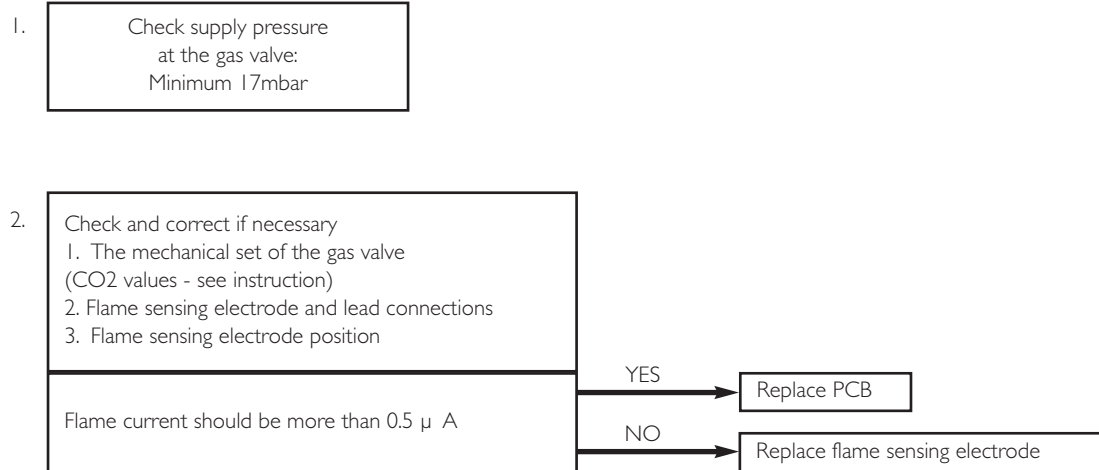 1.
Check supply pressure
at the gas valve:
Minimum 17mbar
2.
Check and correct if necessary
1. The mechanical set of the gas valve
(CO2 values - see instruction)
2. Flame sensing electrode and lead connections
3. Flame sensing electrode position
Flame current should be more than 0.5 µ A
YES
Replace PCB
NO
Replace flame sensing electrode